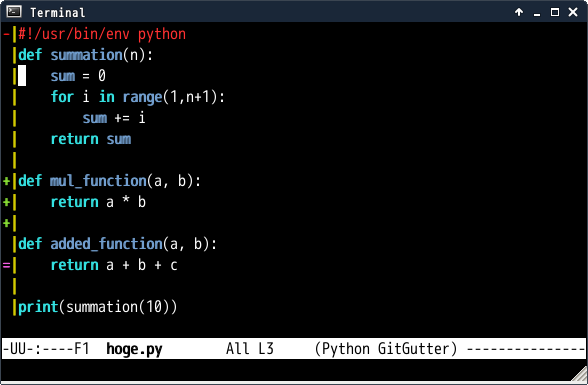 Terminal
-#!/usr/bin/env python
def summation(n):
    sum = 0
    for i in range(1,n+1):
        sum += i
    return sum
+def mul_function(a, b):
+    return a * b
+
def added_function(a, b):
=    return a + b + c
print(summation(10))
-UU-:----F1  hoge.py        All L3     (Python GitGutter) ---------------